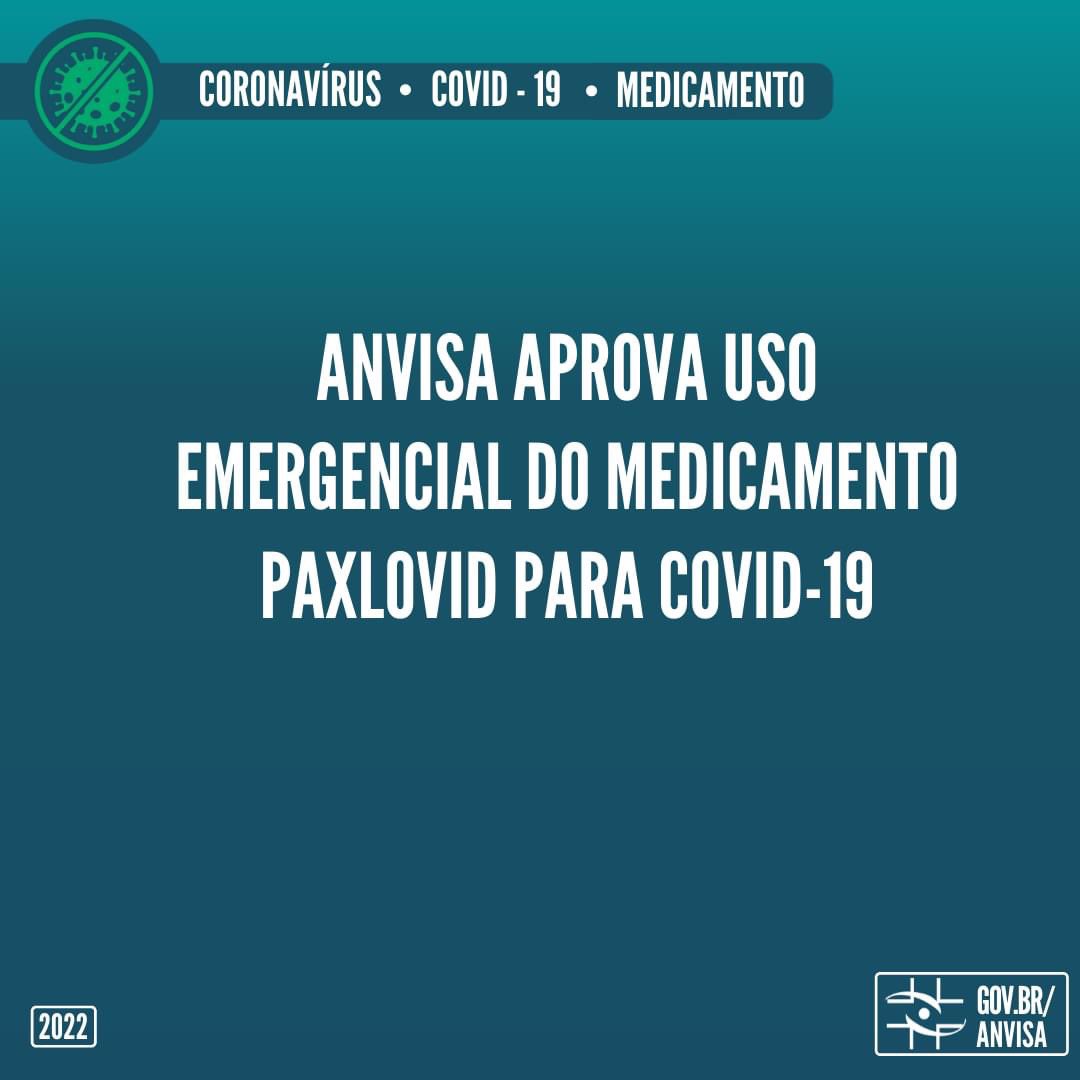 CORONAVÍRUS • COVID - 19 • MEDICAMENTO
ANVISA APROVA USO
EMERGENCIAL DO MEDICAMENTO
PAXLOVID PARA COVID-19
2022
GOV.BR/
ANVISA